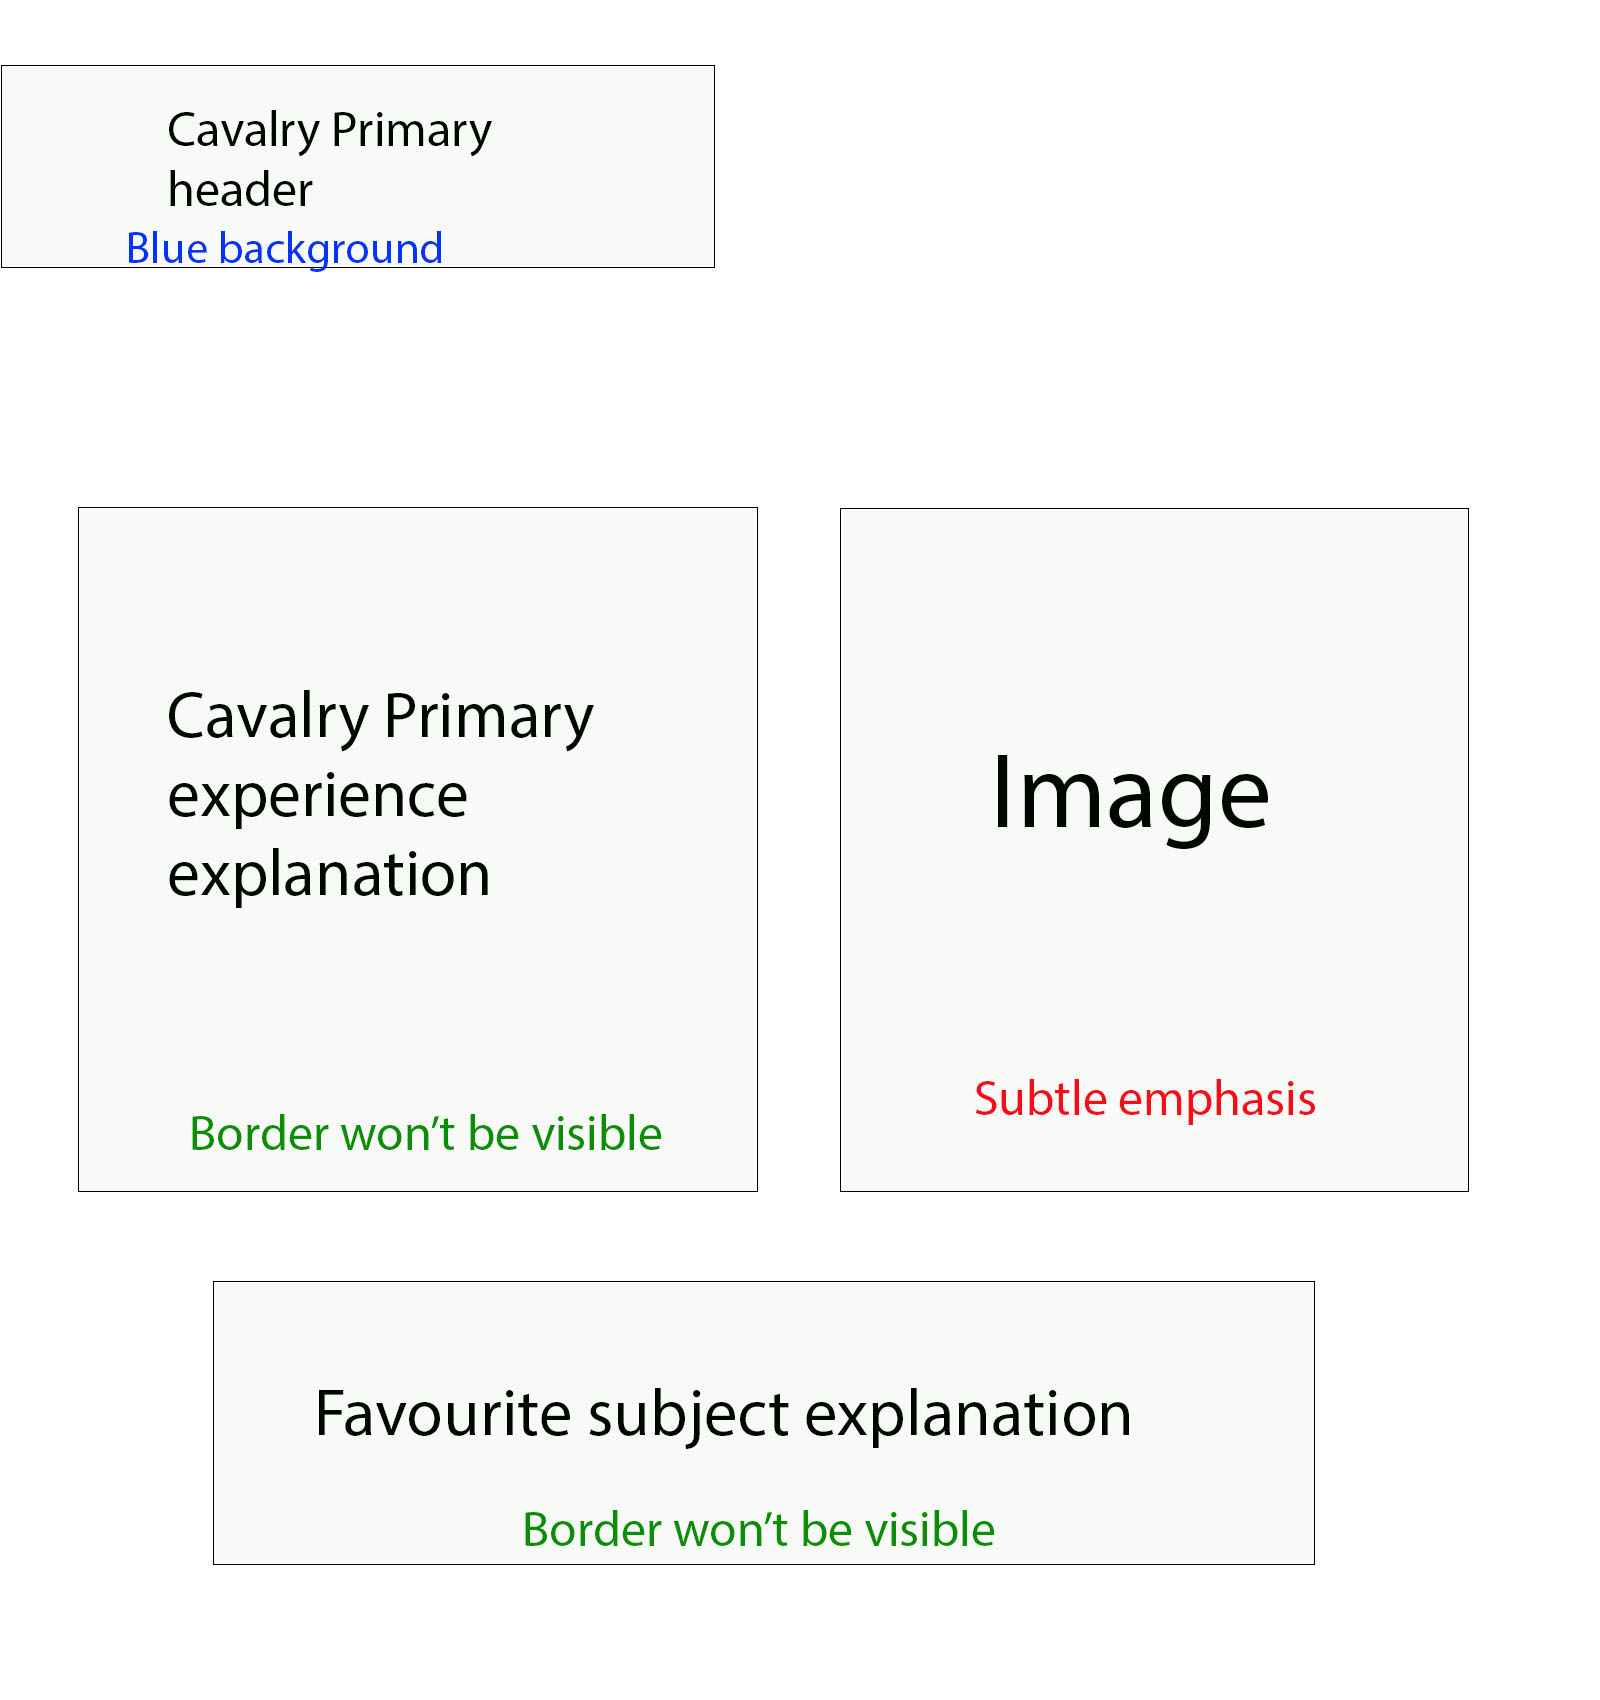 Cavalry Primary
header
Blue background
Cavalry Primary
experience
explanation
Border won’t be visible
Image
Subtle emphasis
Favourite subject explanation
Border won’t be visible